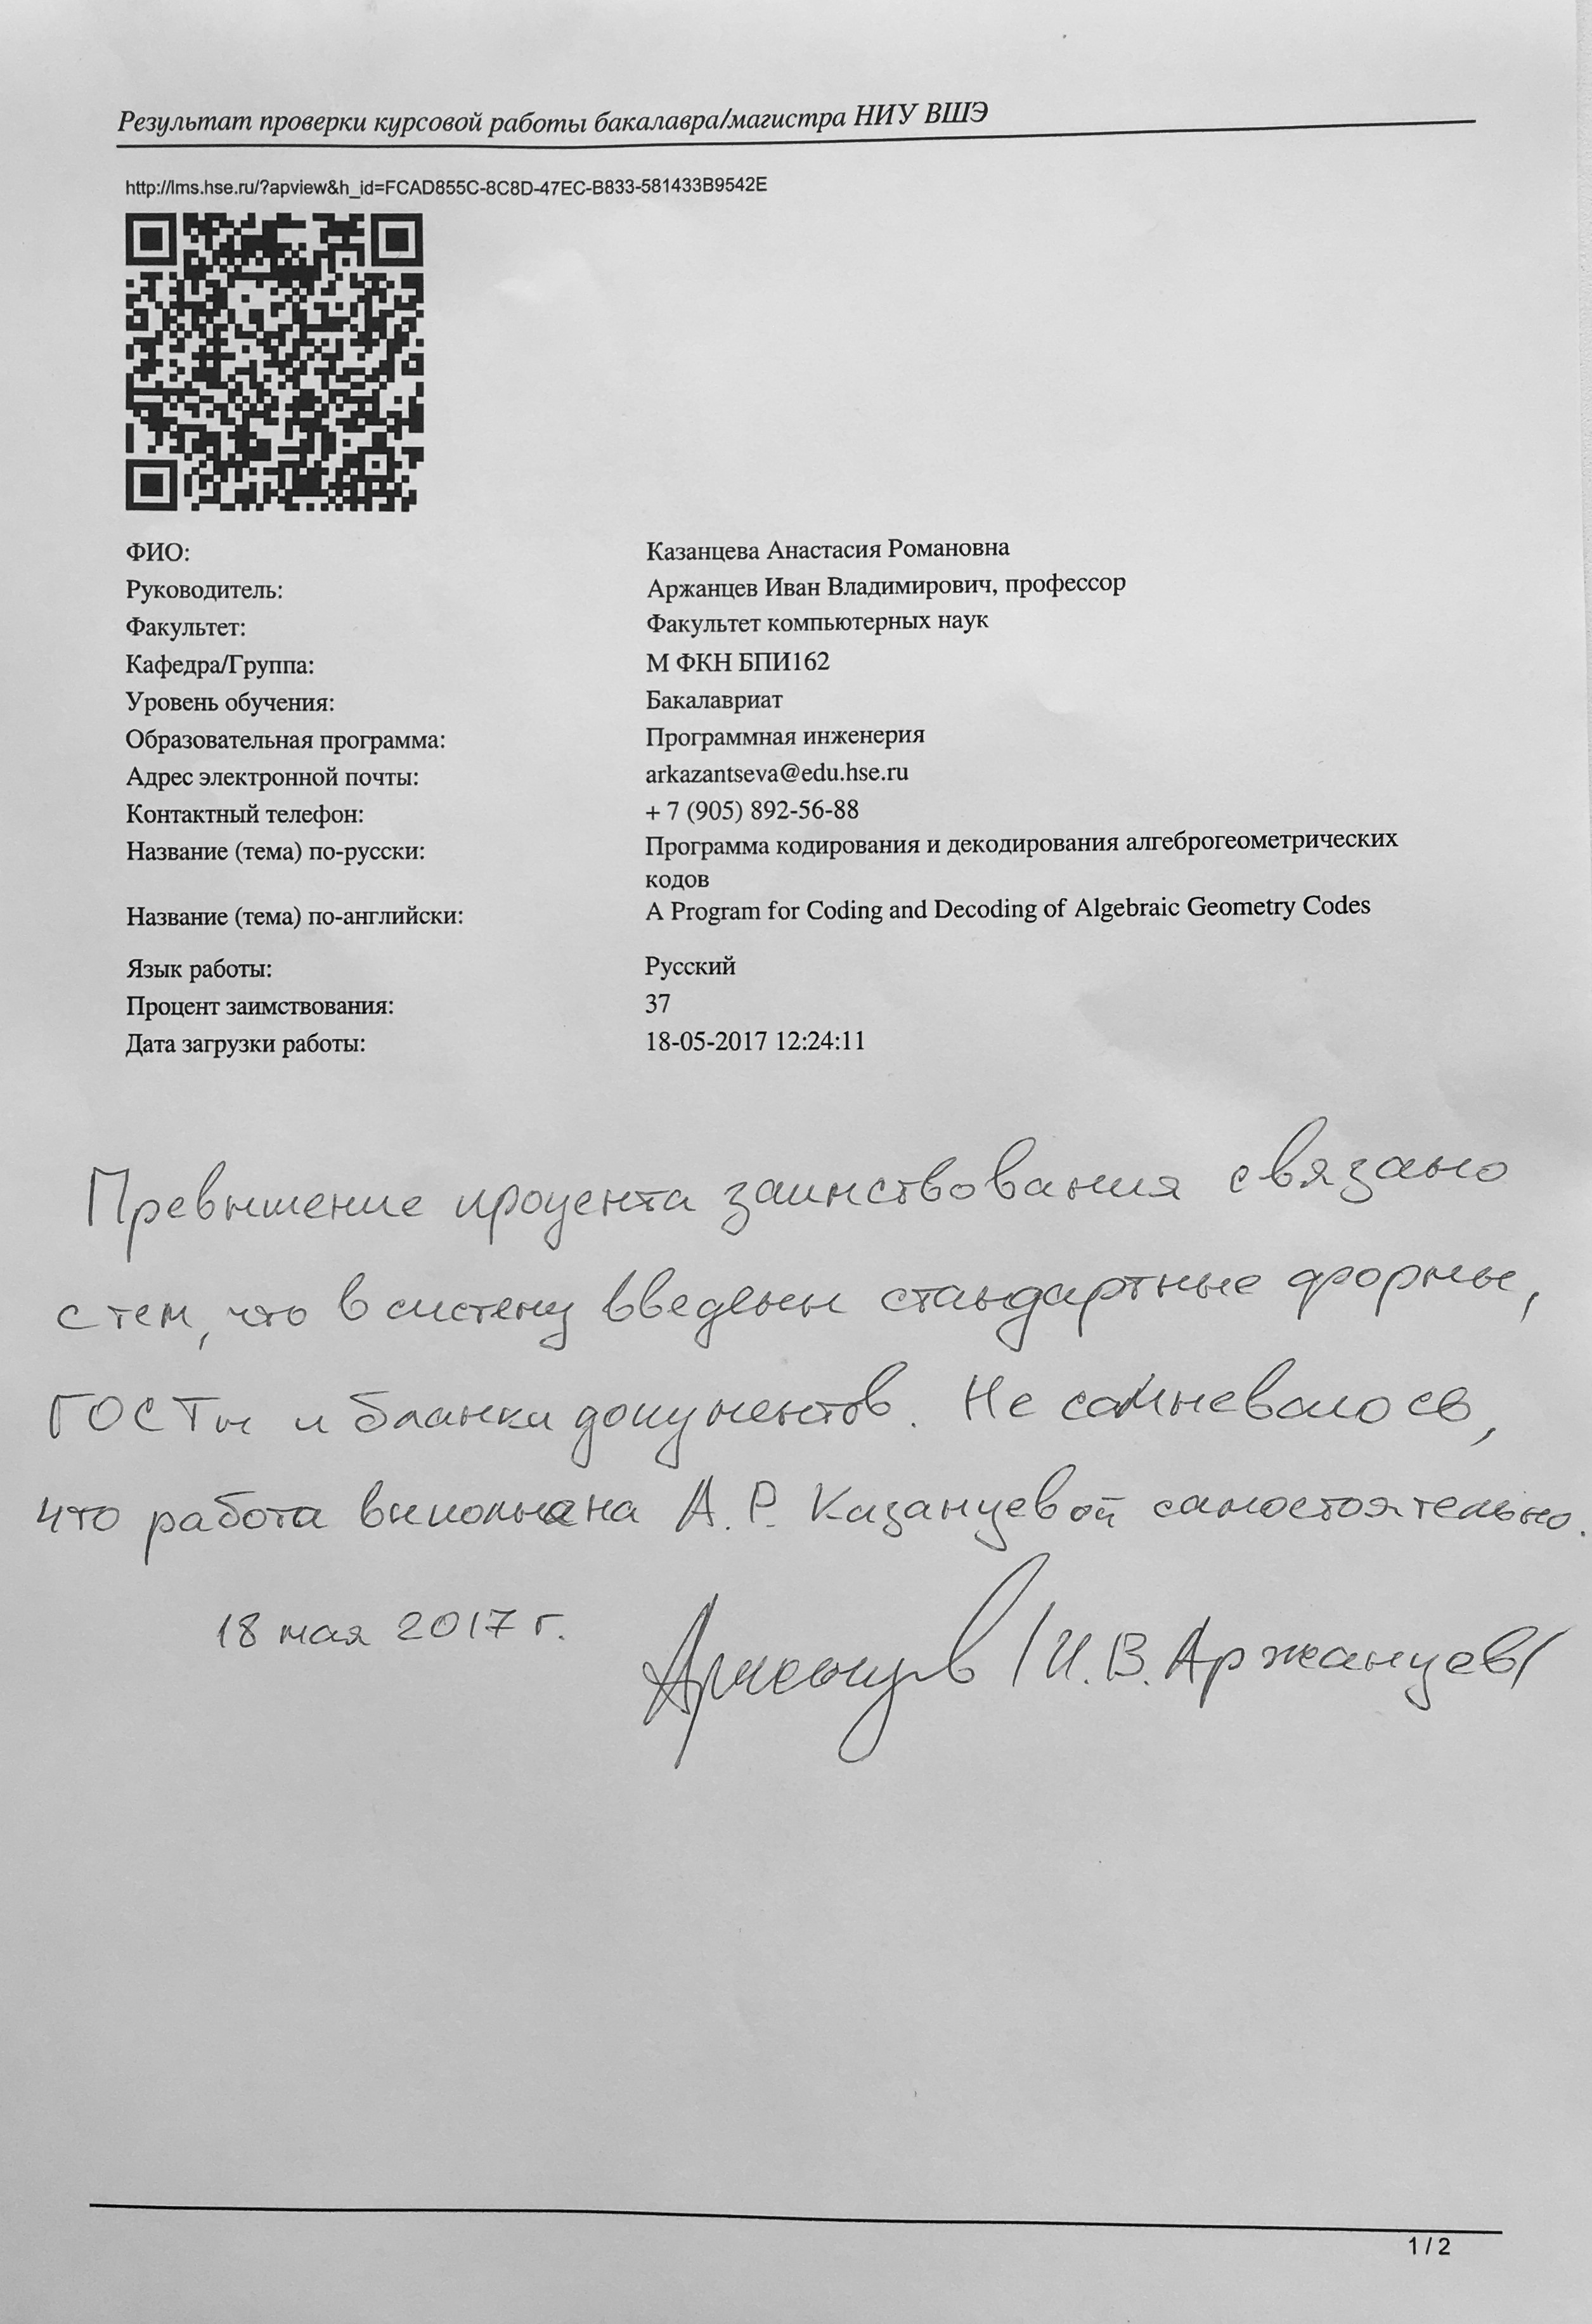 Результат проверки курсовой работы бакалавра/магистра НИУ ВШЭ
http://lms.hse.ru/?apview&h_id=FCAD855C-8C8D-47EC-B833-581433B9542E
ФИО: Казанцева Анастасия Романовна
Руководитель: Аржанцев Иван Владимирович, профессор
Факультет: Факультет компьютерных наук
Кафедра/Группа: М ФКН БПИ162
Уровень обучения: Бакалавриат
Образовательная программа: Программная инженерия
Адрес электронной почты: arkazantseva@edu.hse.ru
Контактный телефон: + 7 (905) 892-56-88
Название (тема) по-русски: Программа кодирования и декодирования алгеброгеометрических
кодов
Название (тема) по-английски: A Program for Coding and Decoding of Algebraic Geometry Codes
Язык работы: Русский
Процент заимствования: 37
Дата загрузки работы: 18-05-2017 12:24:11
Превышение процента заимствования связано
с тем, что в систему введены стандартные формы,
ГОСТы и бланки документов. Не сомневаюсь,
что работа выполнена А. Р. Казанцевой самостоятельно.
18 мая 2017 г.
Аржанцев /И. В. Аржанцев/
1 / 2